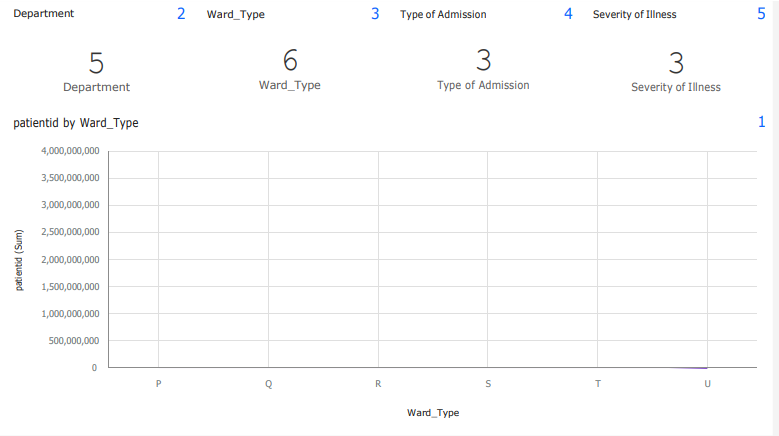 Department 2 Ward_Type 3 Type of Admission 4 Severity of Illness 5
5 6 3 3
Department Ward_Type Type of Admission Severity of Illness
patientid by Ward_Type 1
4,000,000,000
3,500,000,000
3,000,000,000
2,500,000,000
2,000,000,000
1,500,000,000
1,000,000,000
500,000,000
0
patientid (Sum)
P Q R S T U
Ward_Type